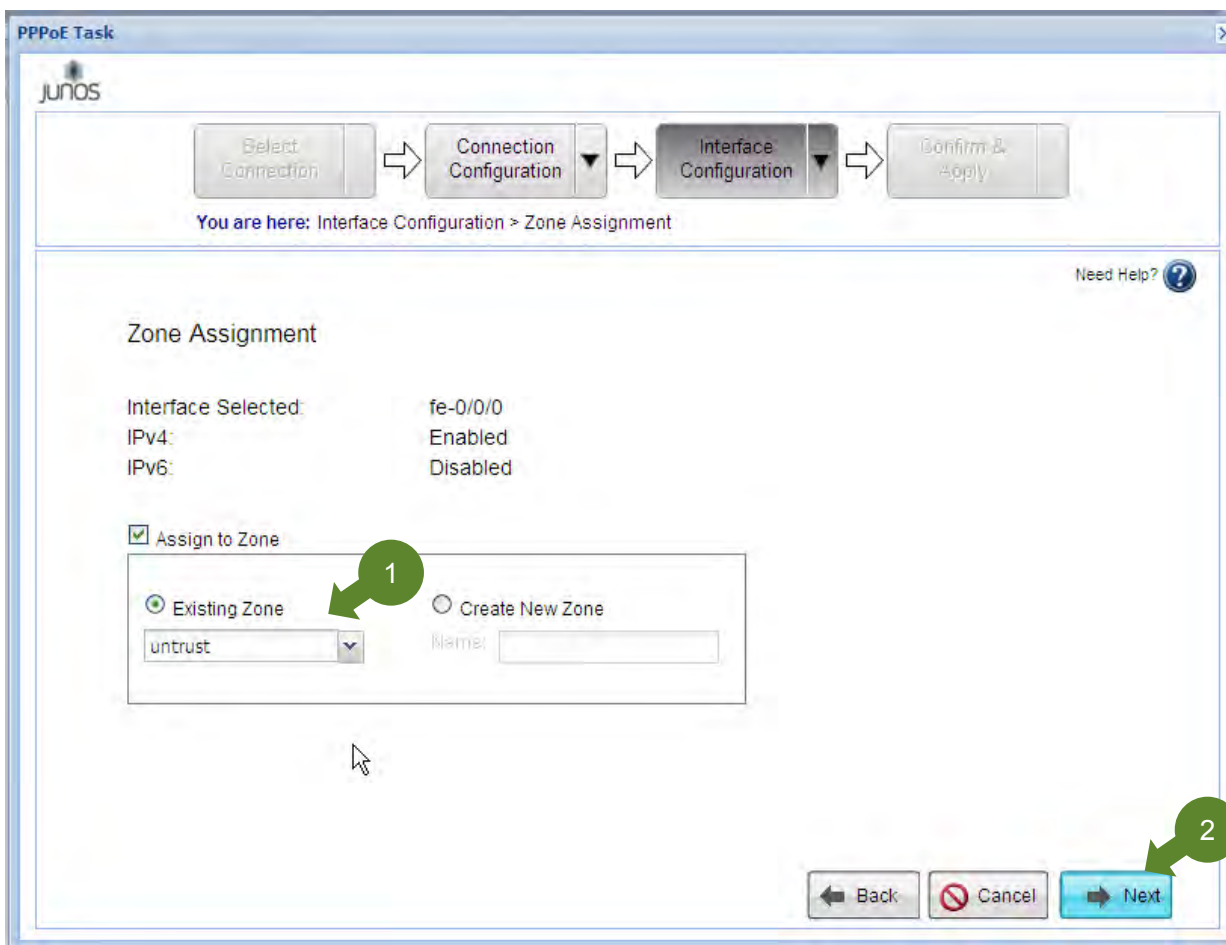 PPPoE Task
JUNOS
Select Connection
Connection Configuration
Interface Configuration
Confirm & Apply
You are here: Interface Configuration > Zone Assignment
Need Help?
Zone Assignment
Interface Selected: fe-0/0/0
IPv4: Enabled
IPv6: Disabled
Assign to Zone
1
Existing Zone
Create New Zone
untrust
Name:
2
Back
Cancel
Next